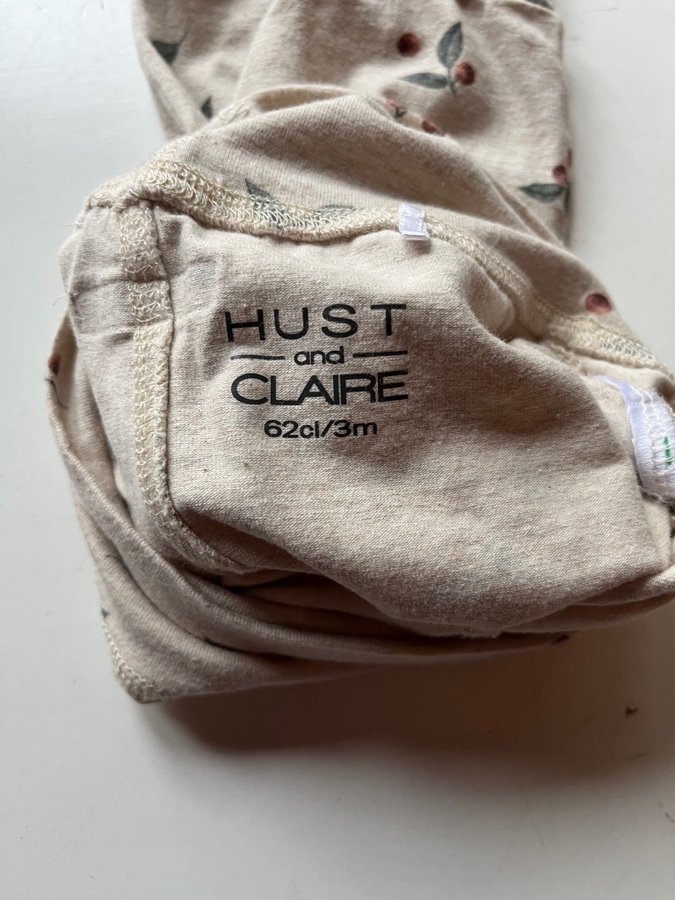 HUST
and
CLAIRE
62cl/3m